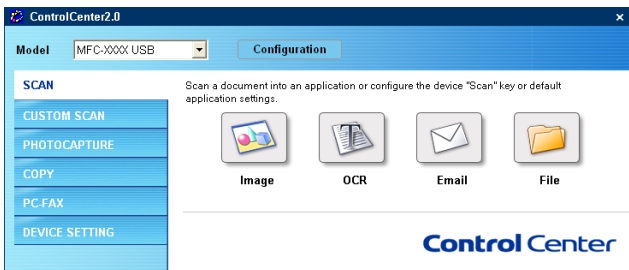 ControlCenter2.0
Model MFC-XXXX USB Configuration
SCAN
CUSTOM SCAN
PHOTOCAPTURE
COPY
PC-FAX
DEVICE SETTING
Scan a document into an application or configure the device "Scan" key or default
application settings.
Image OCR Email File
Control Center